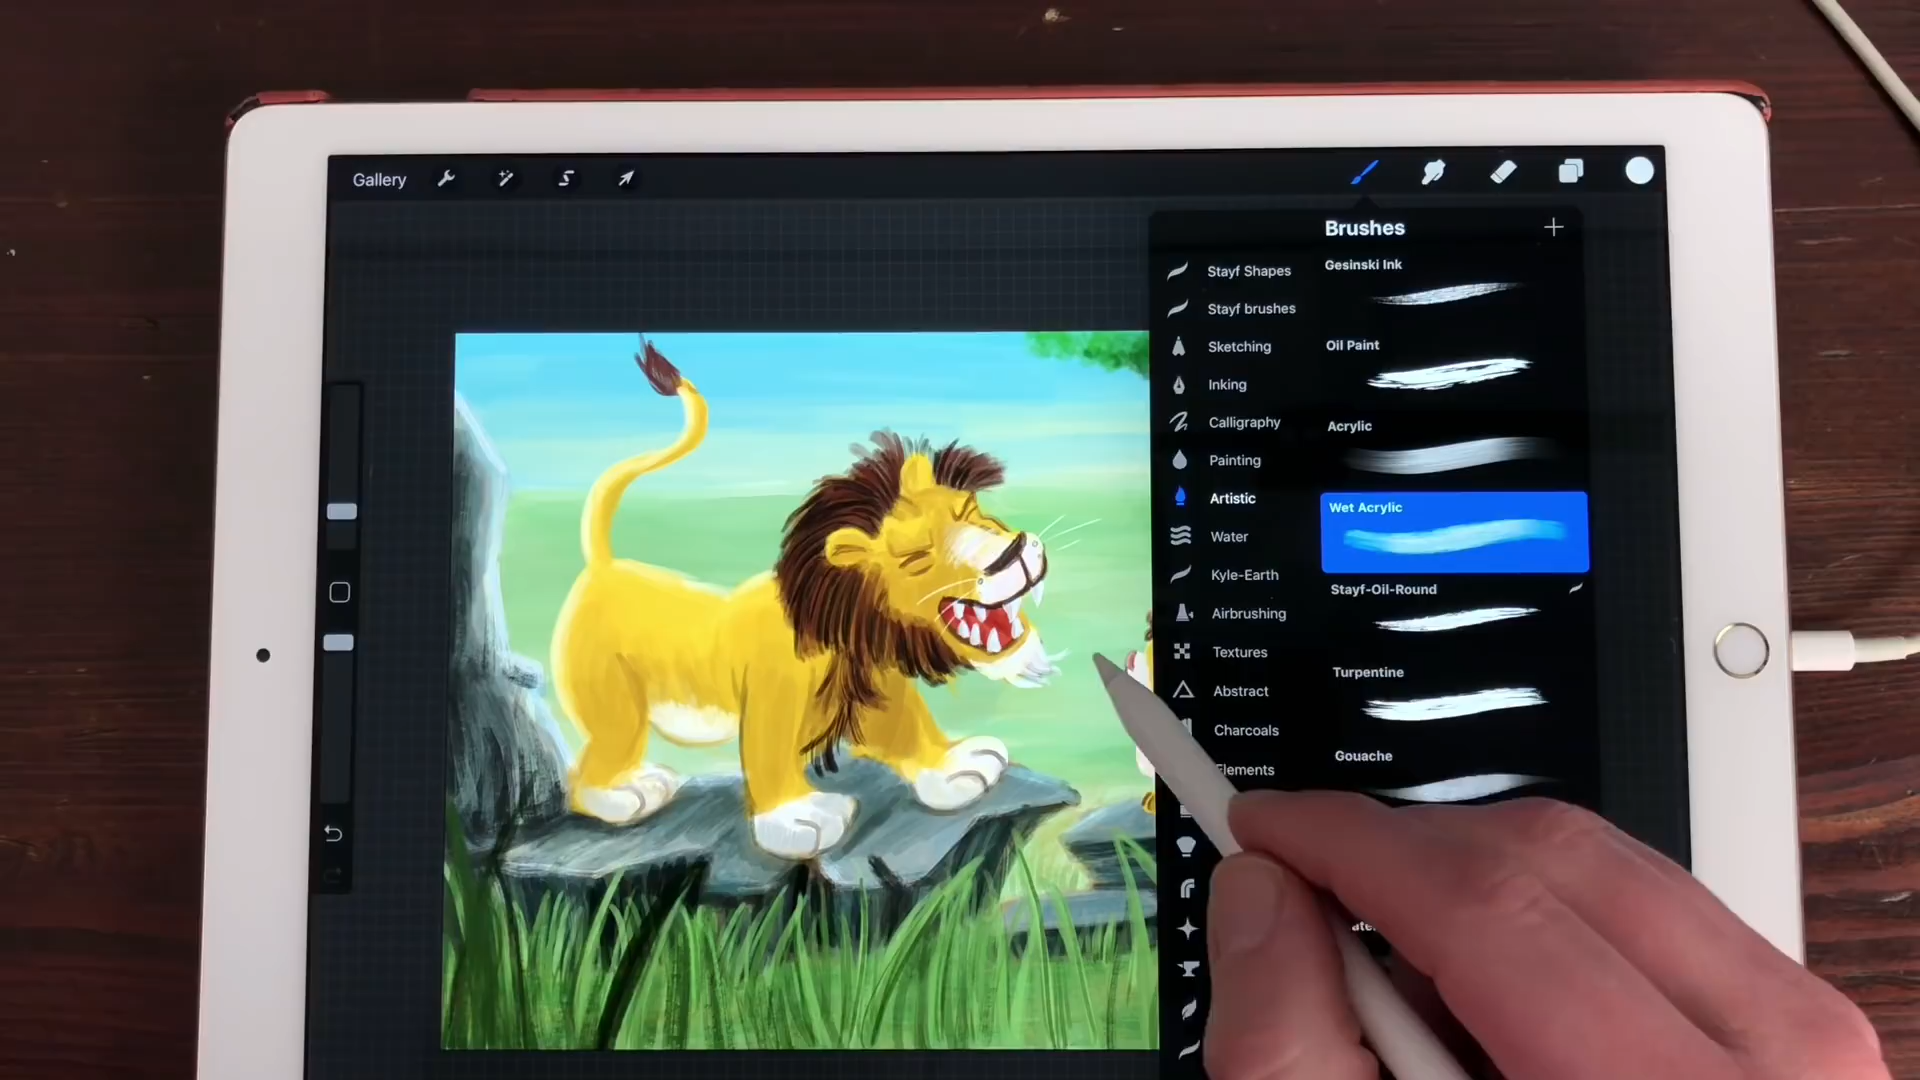 Gallery
Brushes
Stayf Shapes
Stayf brushes
Sketching
Inking
Calligraphy
Painting
Artistic
Water
Kyle-Earth
Airbrushing
Textures
Abstract
Charcoals
Elements
Gesinski Ink
Oil Paint
Acrylic
Wet Acrylic
Stayf-Oil-Round
Turpentine
Gouache